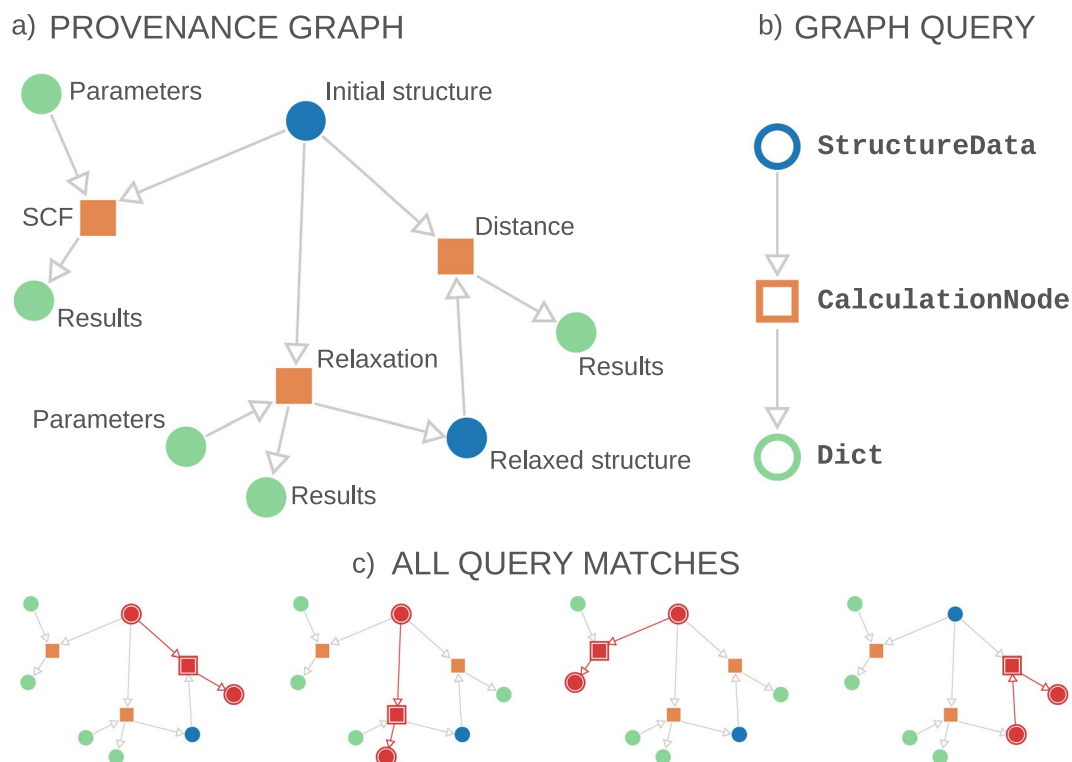 a) PROVENANCE GRAPH
Parameters
Initial structure
SCF
Distance
Results
Relaxation
Results
Parameters
Relaxed structure
Results
b) GRAPH QUERY
StructureData
CalculationNode
Dict
c) ALL QUERY MATCHES